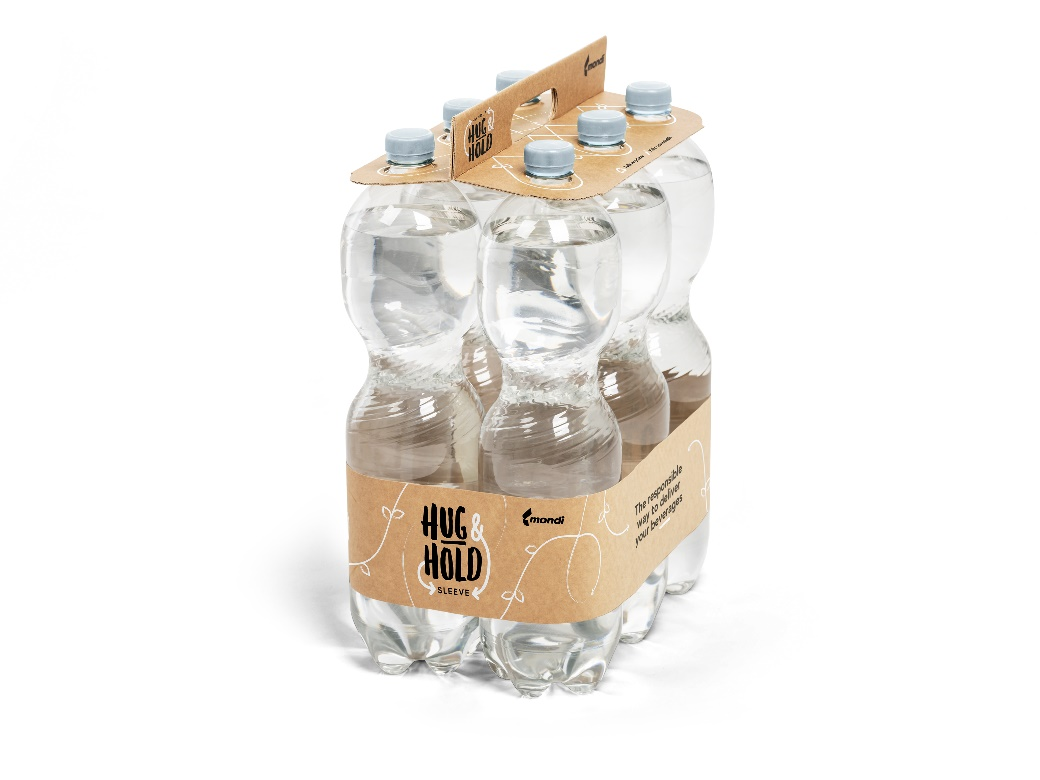 mondi
HUG &
HOLD
HUG &
HOLD
SLEEVE
mondi
The responsible
way to deliver
your beverages